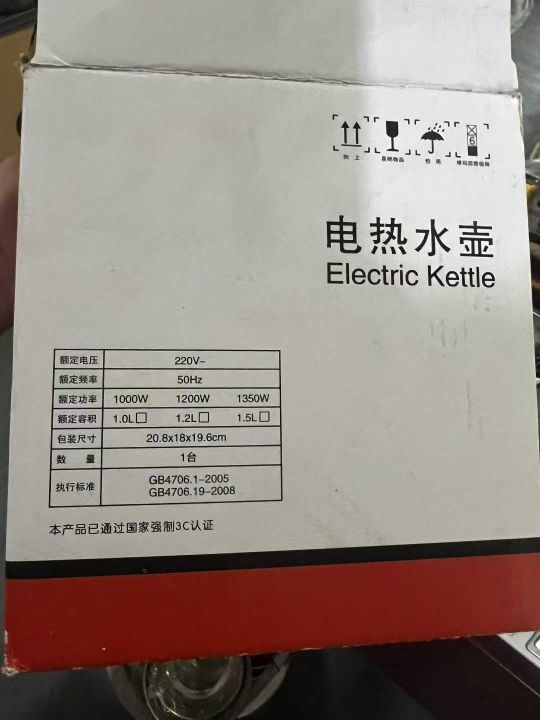 6
向上 易碎物品 怕雨 堆码层数极限
电热水壶
Electric Kettle
额定电压 220V~
额定频率 50Hz
额定功率 1000W 1200W 1350W
额定容积 1.0L□ 1.2L□ 1.5L□
包装尺寸 20.8x18x19.6cm
数 量 1台
执行标准 GB4706.1-2005
GB4706.19-2008
本产品已通过国家强制3C认证